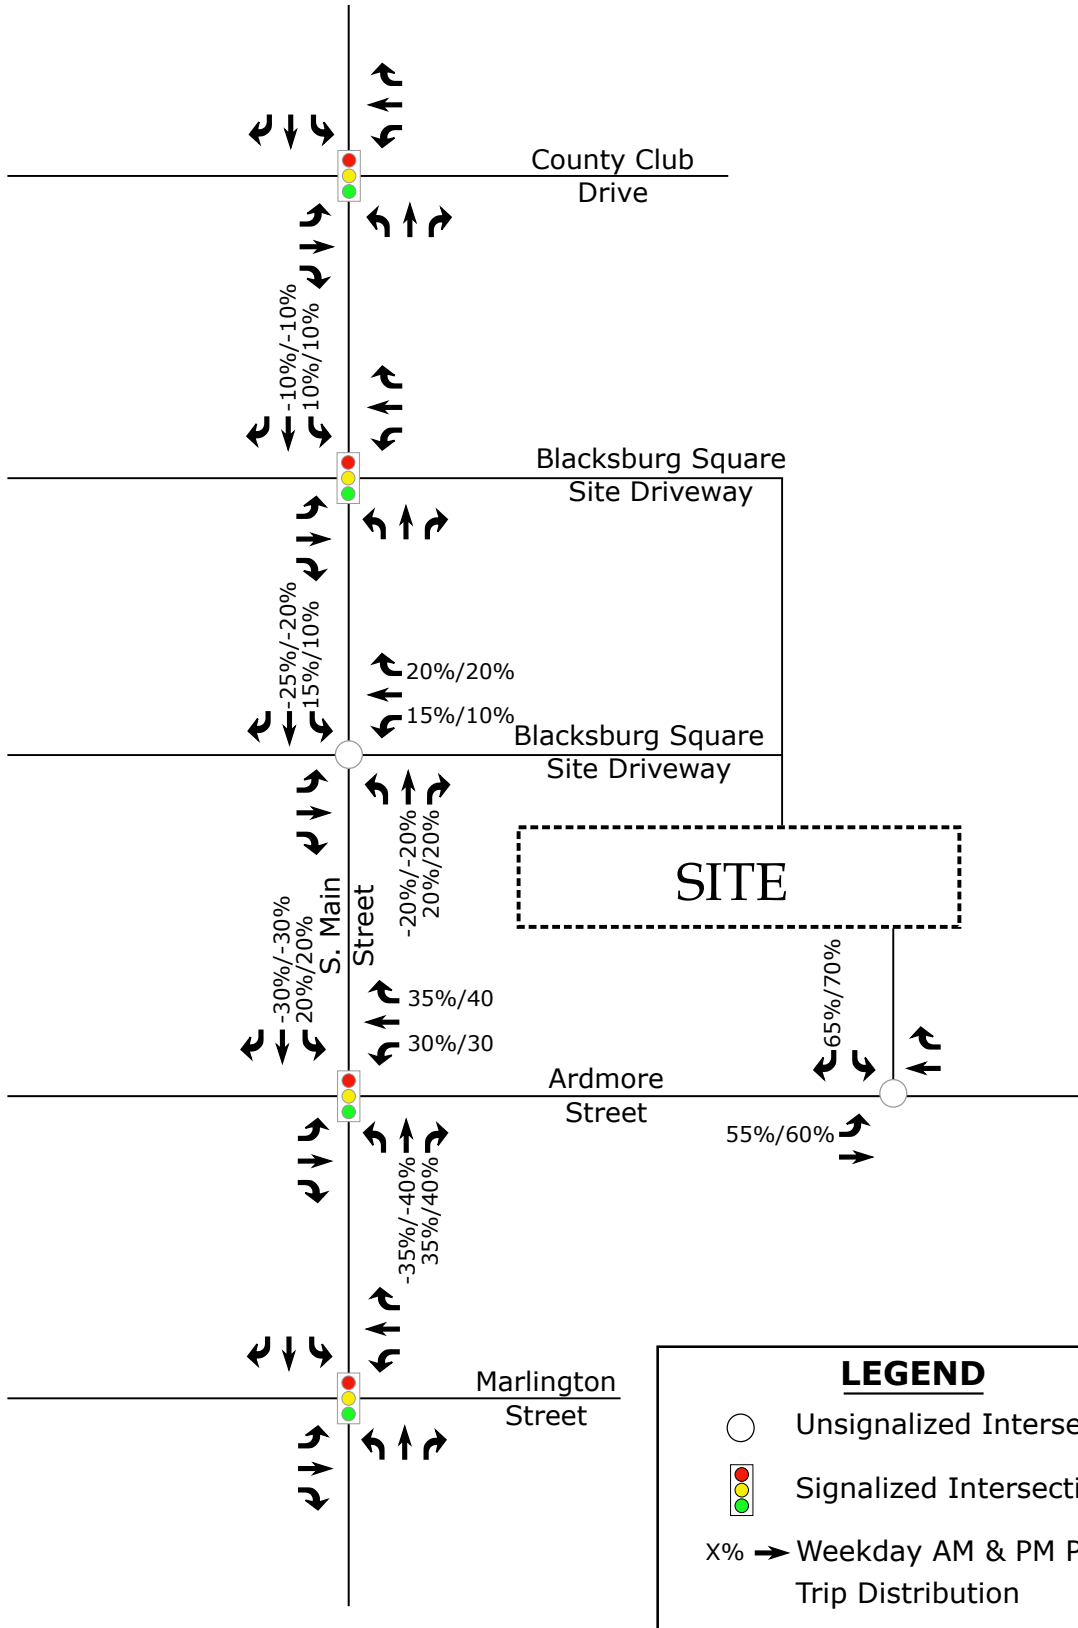 County Club
Drive
-10%/-10%
10%/10%
Blacksburg Square
Site Driveway
-25%/-20%
15%/10%
20%/20%
15%/10%
Blacksburg Square
Site Driveway
-20%/-20%
20%/20%
SITE
S. Main
Street
-30%/-30%
20%/20%
65%/70%
35%/40
30%/30
Ardmore
Street
55%/60%
-35%/-40%
35%/40%
Marlington
Street
LEGEND
Unsignalized Interse
Signalized Intersecti
X% Weekday AM & PM P
Trip Distribution